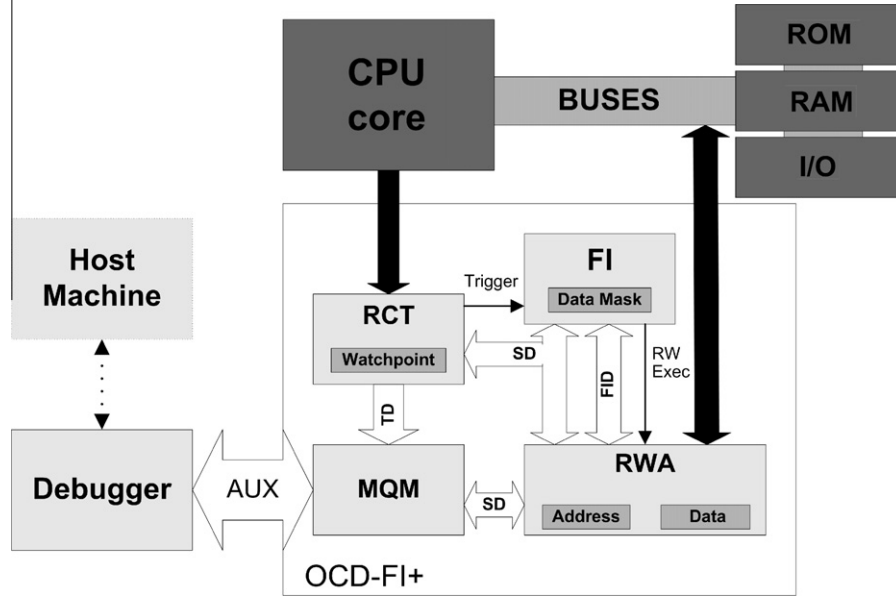 CPU
core
BUSES
ROM
RAM
I/O
Host
Machine
FI
Data Mask
Trigger
RCT
Watchpoint
SD
RW
Exec
FID
TD
Debugger
AUX
MQM
SD
RWA
Address
Data
OCD-FI+